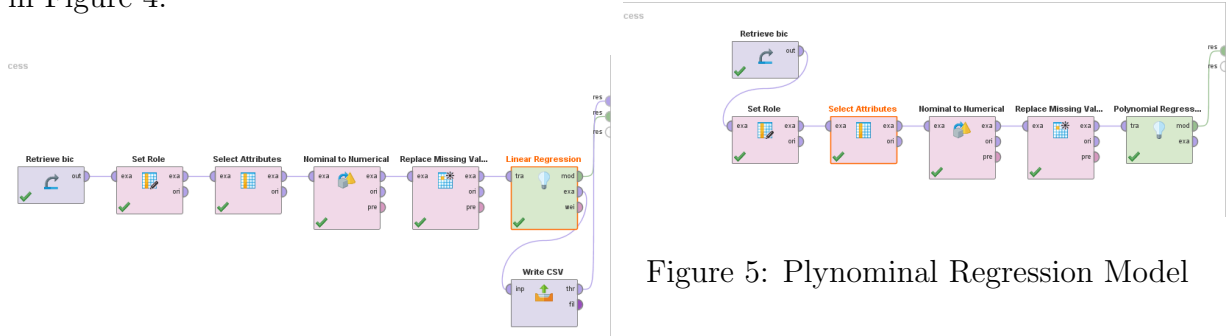 in Figure 4.
cess
res
res
res
Retrieve bic
Set Role
Select Attributes
Nominal to Numerical
Replace Missing Val...
Linear Regression
out
exa
exa
ori
exa
exa
ori
exa
exa
ori
pre
exa
exa
ori
pre
tra
mod
exa
wei
Write CSV
inp
thr
fil
cess
Retrieve bic
out
res
res
Set Role
Select Attributes
Nominal to Numerical
Replace Missing Val...
Polynomial Regress...
exa
exa
ori
exa
exa
ori
exa
exa
ori
pre
exa
exa
ori
pre
tra
mod
exa
Figure 5: Plynominal Regression Model